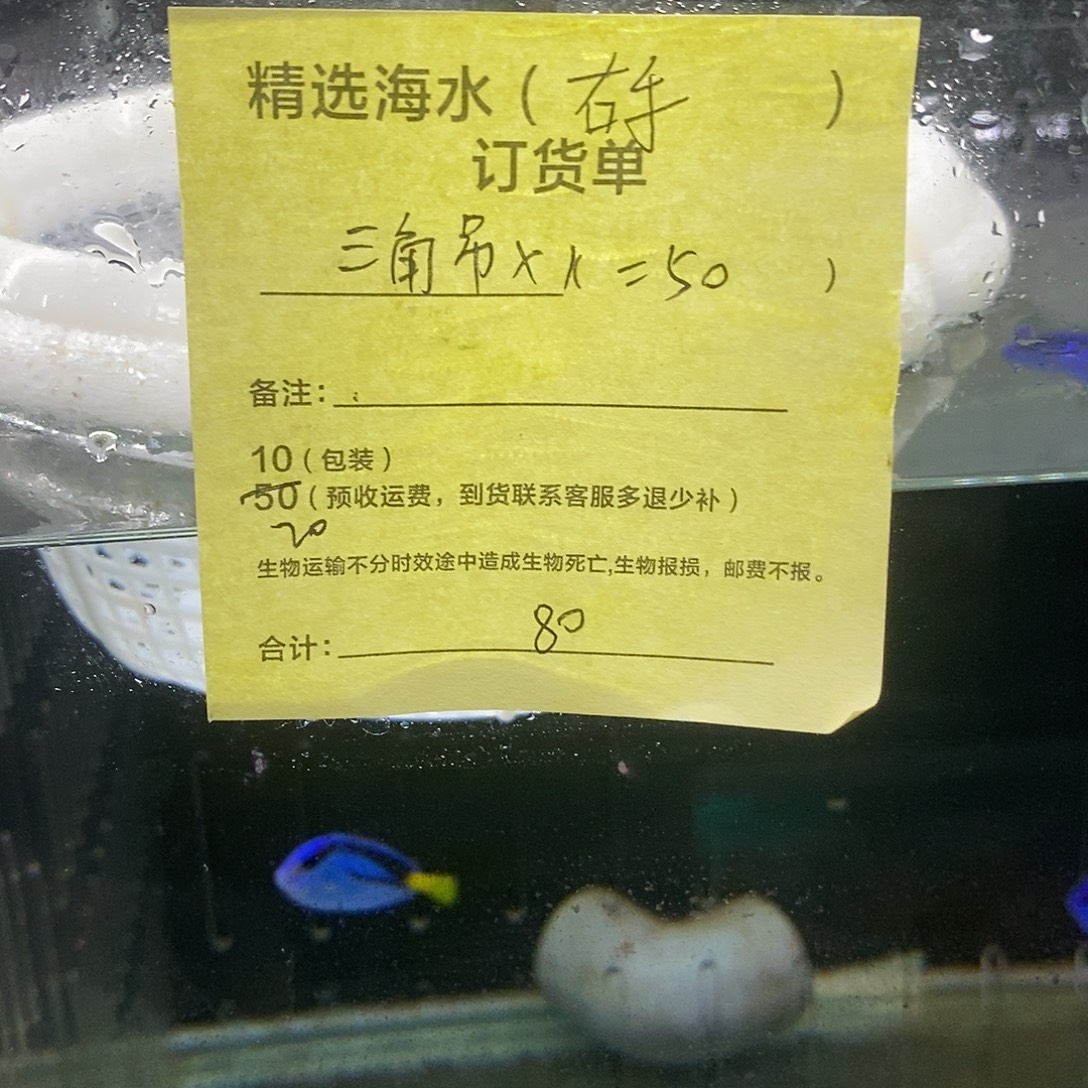 精选海水（右手）
订货单
三角吊×1=50 ）
备注：
10（包装）
50（预收运费，到货联系客服多退少补）
20
生物运输不分时效途中造成生物死亡,生物报损，邮费不报。
合计：80